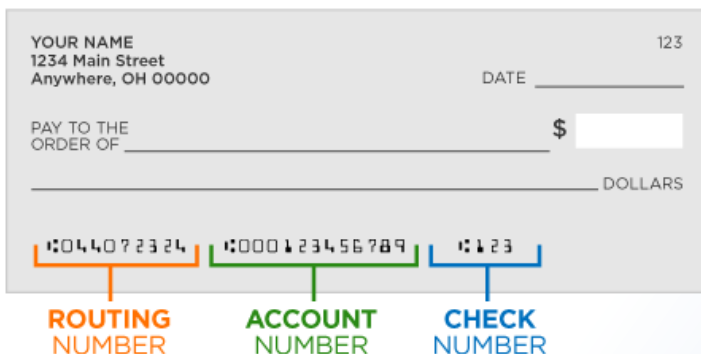 YOUR NAME 123
1234 Main Street
Anywhere, OH 00000
DATE
PAY TO THE
ORDER OF $
DOLLARS
⑆044072324 ⑆000123456789 ⑆123
ROUTING ACCOUNT CHECK
NUMBER NUMBER NUMBER